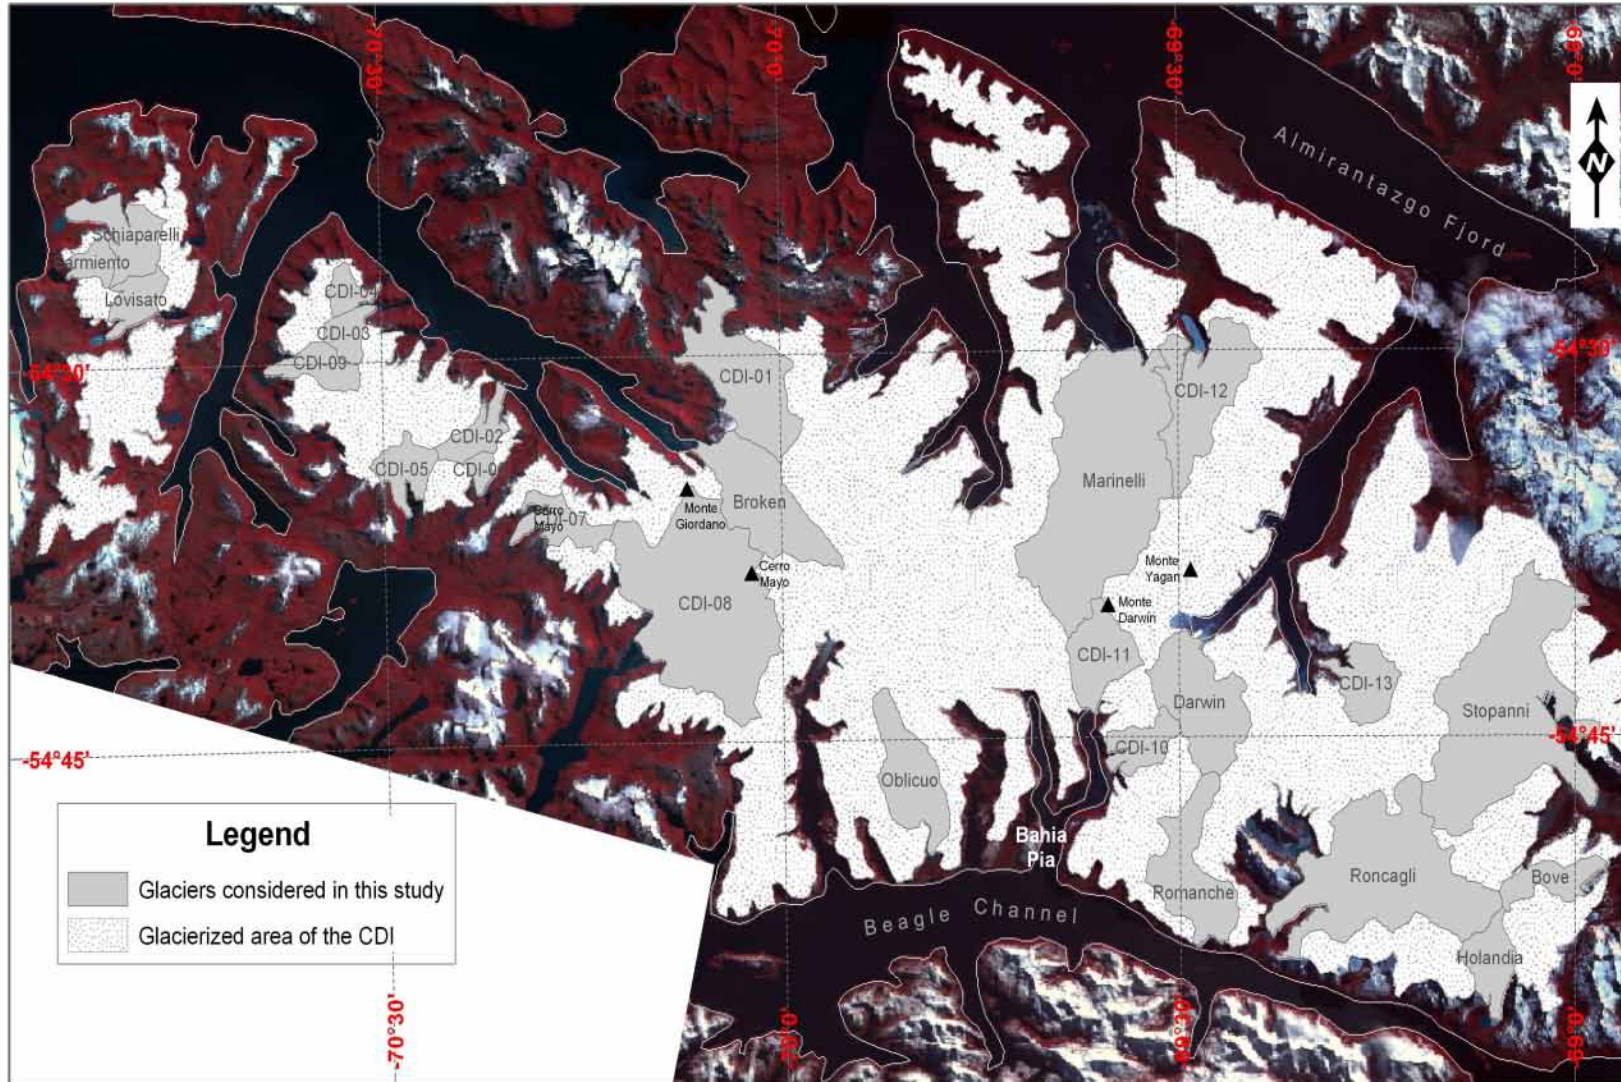 -70°30'
-70°0'
-69°30'
-69°0'
N
Almirantazgo Fjord
Schiaparelli
Sarmiento
Lovisato
CDI-04
CDI-03
CDI-09
-54°30'
-54°30'
CDI-01
CDI-12
CDI-02
CDI-05
CDI-06
Marinelli
Broken
Monte
Giordano
Cerro
Mayo
CDI-07
Cerro
Mayo
CDI-08
Monte
Yagan
Monte
Darwin
CDI-11
CDI-13
Darwin
Stopanni
CDI-10
-54°45'
-54°45'
Oblicuo
Bahia
Pia
Legend
Glaciers considered in this study
Glacierized area of the CDI
Romanche
Roncagli
Bove
Beagle Channel
Holandia
-70°30'
-70°0'
-69°30'
-69°0'